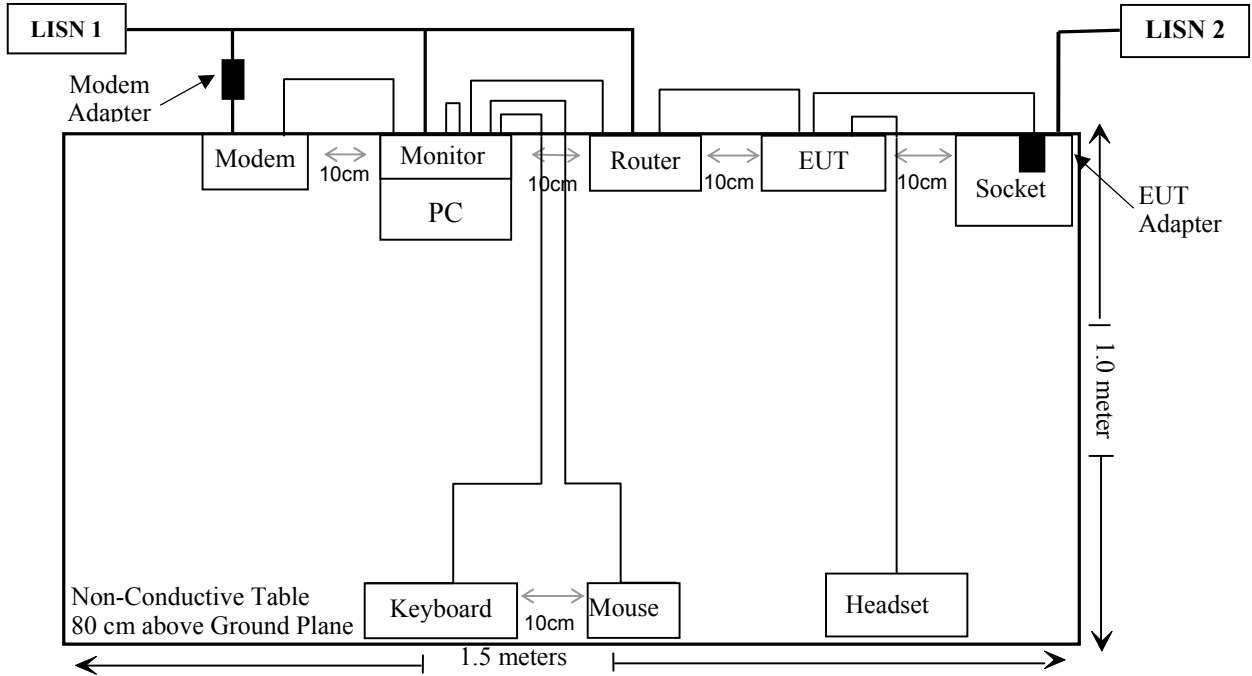 LISN 1
LISN 2
Modem
Adapter
Modem
10cm
Monitor
PC
10cm
Router
10cm
EUT
10cm
Socket
EUT
Adapter
1.0 meter
Non-Conductive Table
80 cm above Ground Plane
Keyboard
10cm
Mouse
Headset
1.5 meters